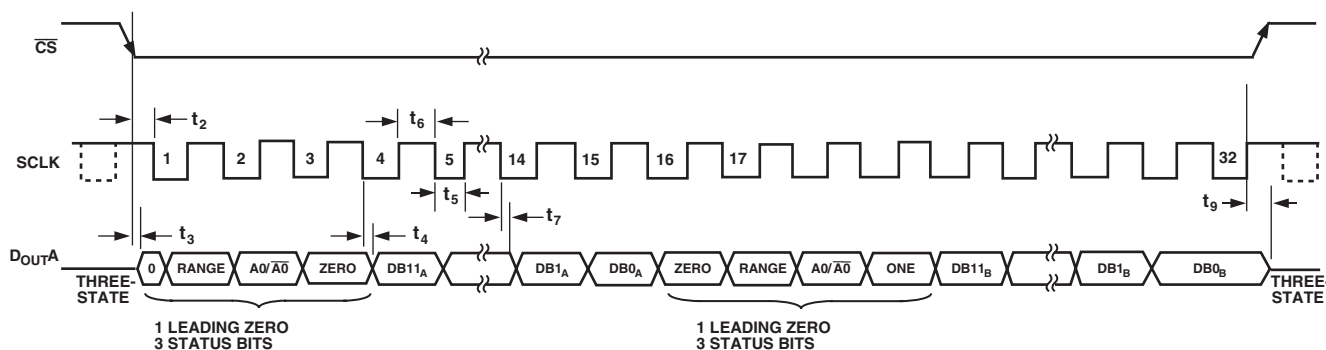 CS
t2
t6
SCLK
1 2 3 4 5 14 15 16 17 32
t5
t7
t9
t3
t4
DOUTA
0 RANGE A0/A0 ZERO DB11A DB1A DB0A ZERO RANGE A0/A0 ONE DB11B DB1B DB0B
THREE-
STATE
THREE-
STATE
1 LEADING ZERO
3 STATUS BITS
1 LEADING ZERO
3 STATUS BITS